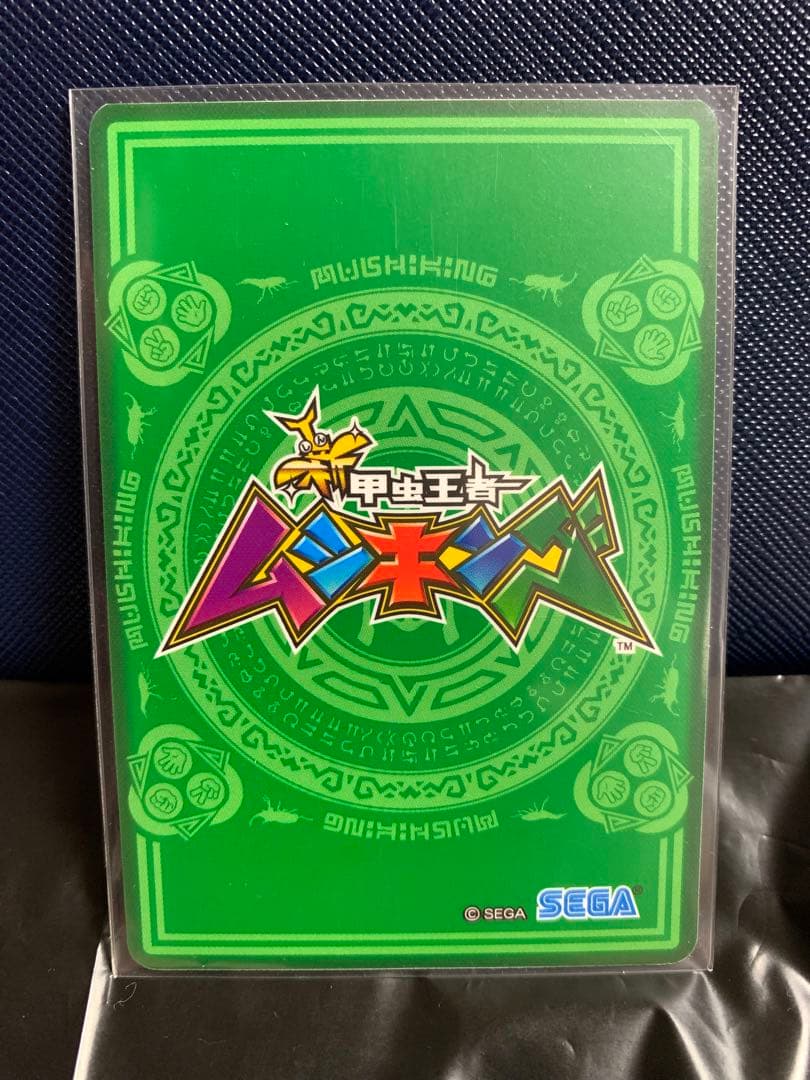 MUSHIKING
新甲虫王者
ムシキング
TM
MUSHIKING
MUSHIKING
MUSHIKING
© SEGA SEGA®